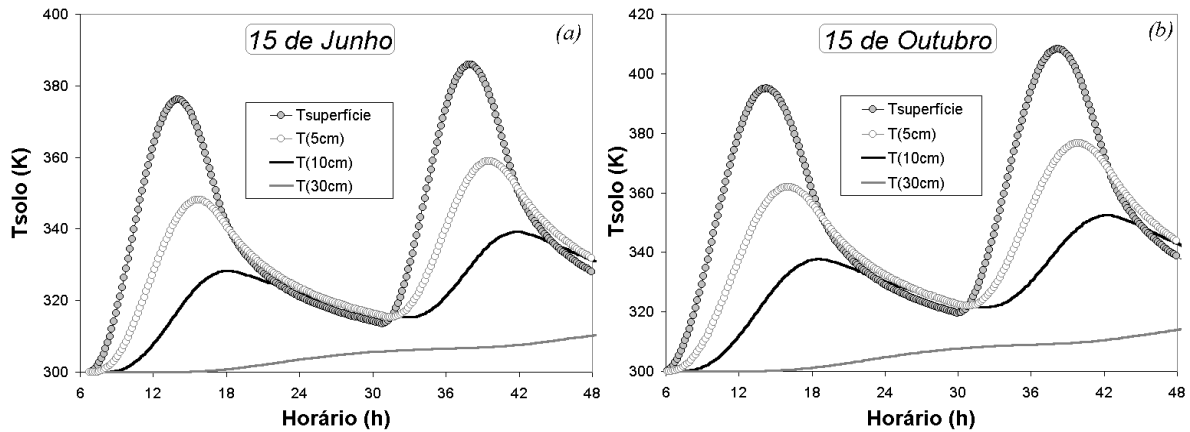 15 de Junho
(a)
Tsuperfície
T(5cm)
T(10cm)
T(30cm)
Tsolo (K)
400
380
360
340
320
300
6 12 18 24 30 36 42 48
Horário (h)
15 de Outubro
(b)
Tsuperfície
T(5cm)
T(10cm)
T(30cm)
Tsolo (K)
420
400
380
360
340
320
300
6 12 18 24 30 36 42 48
Horário (h)